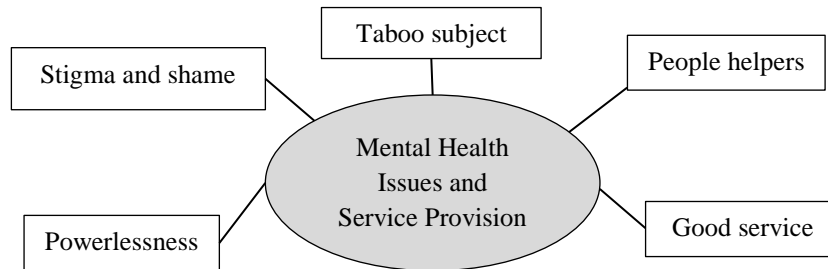 Taboo subject
Stigma and shame
People helpers
Mental Health
Issues and
Service Provision
Powerlessness
Good service